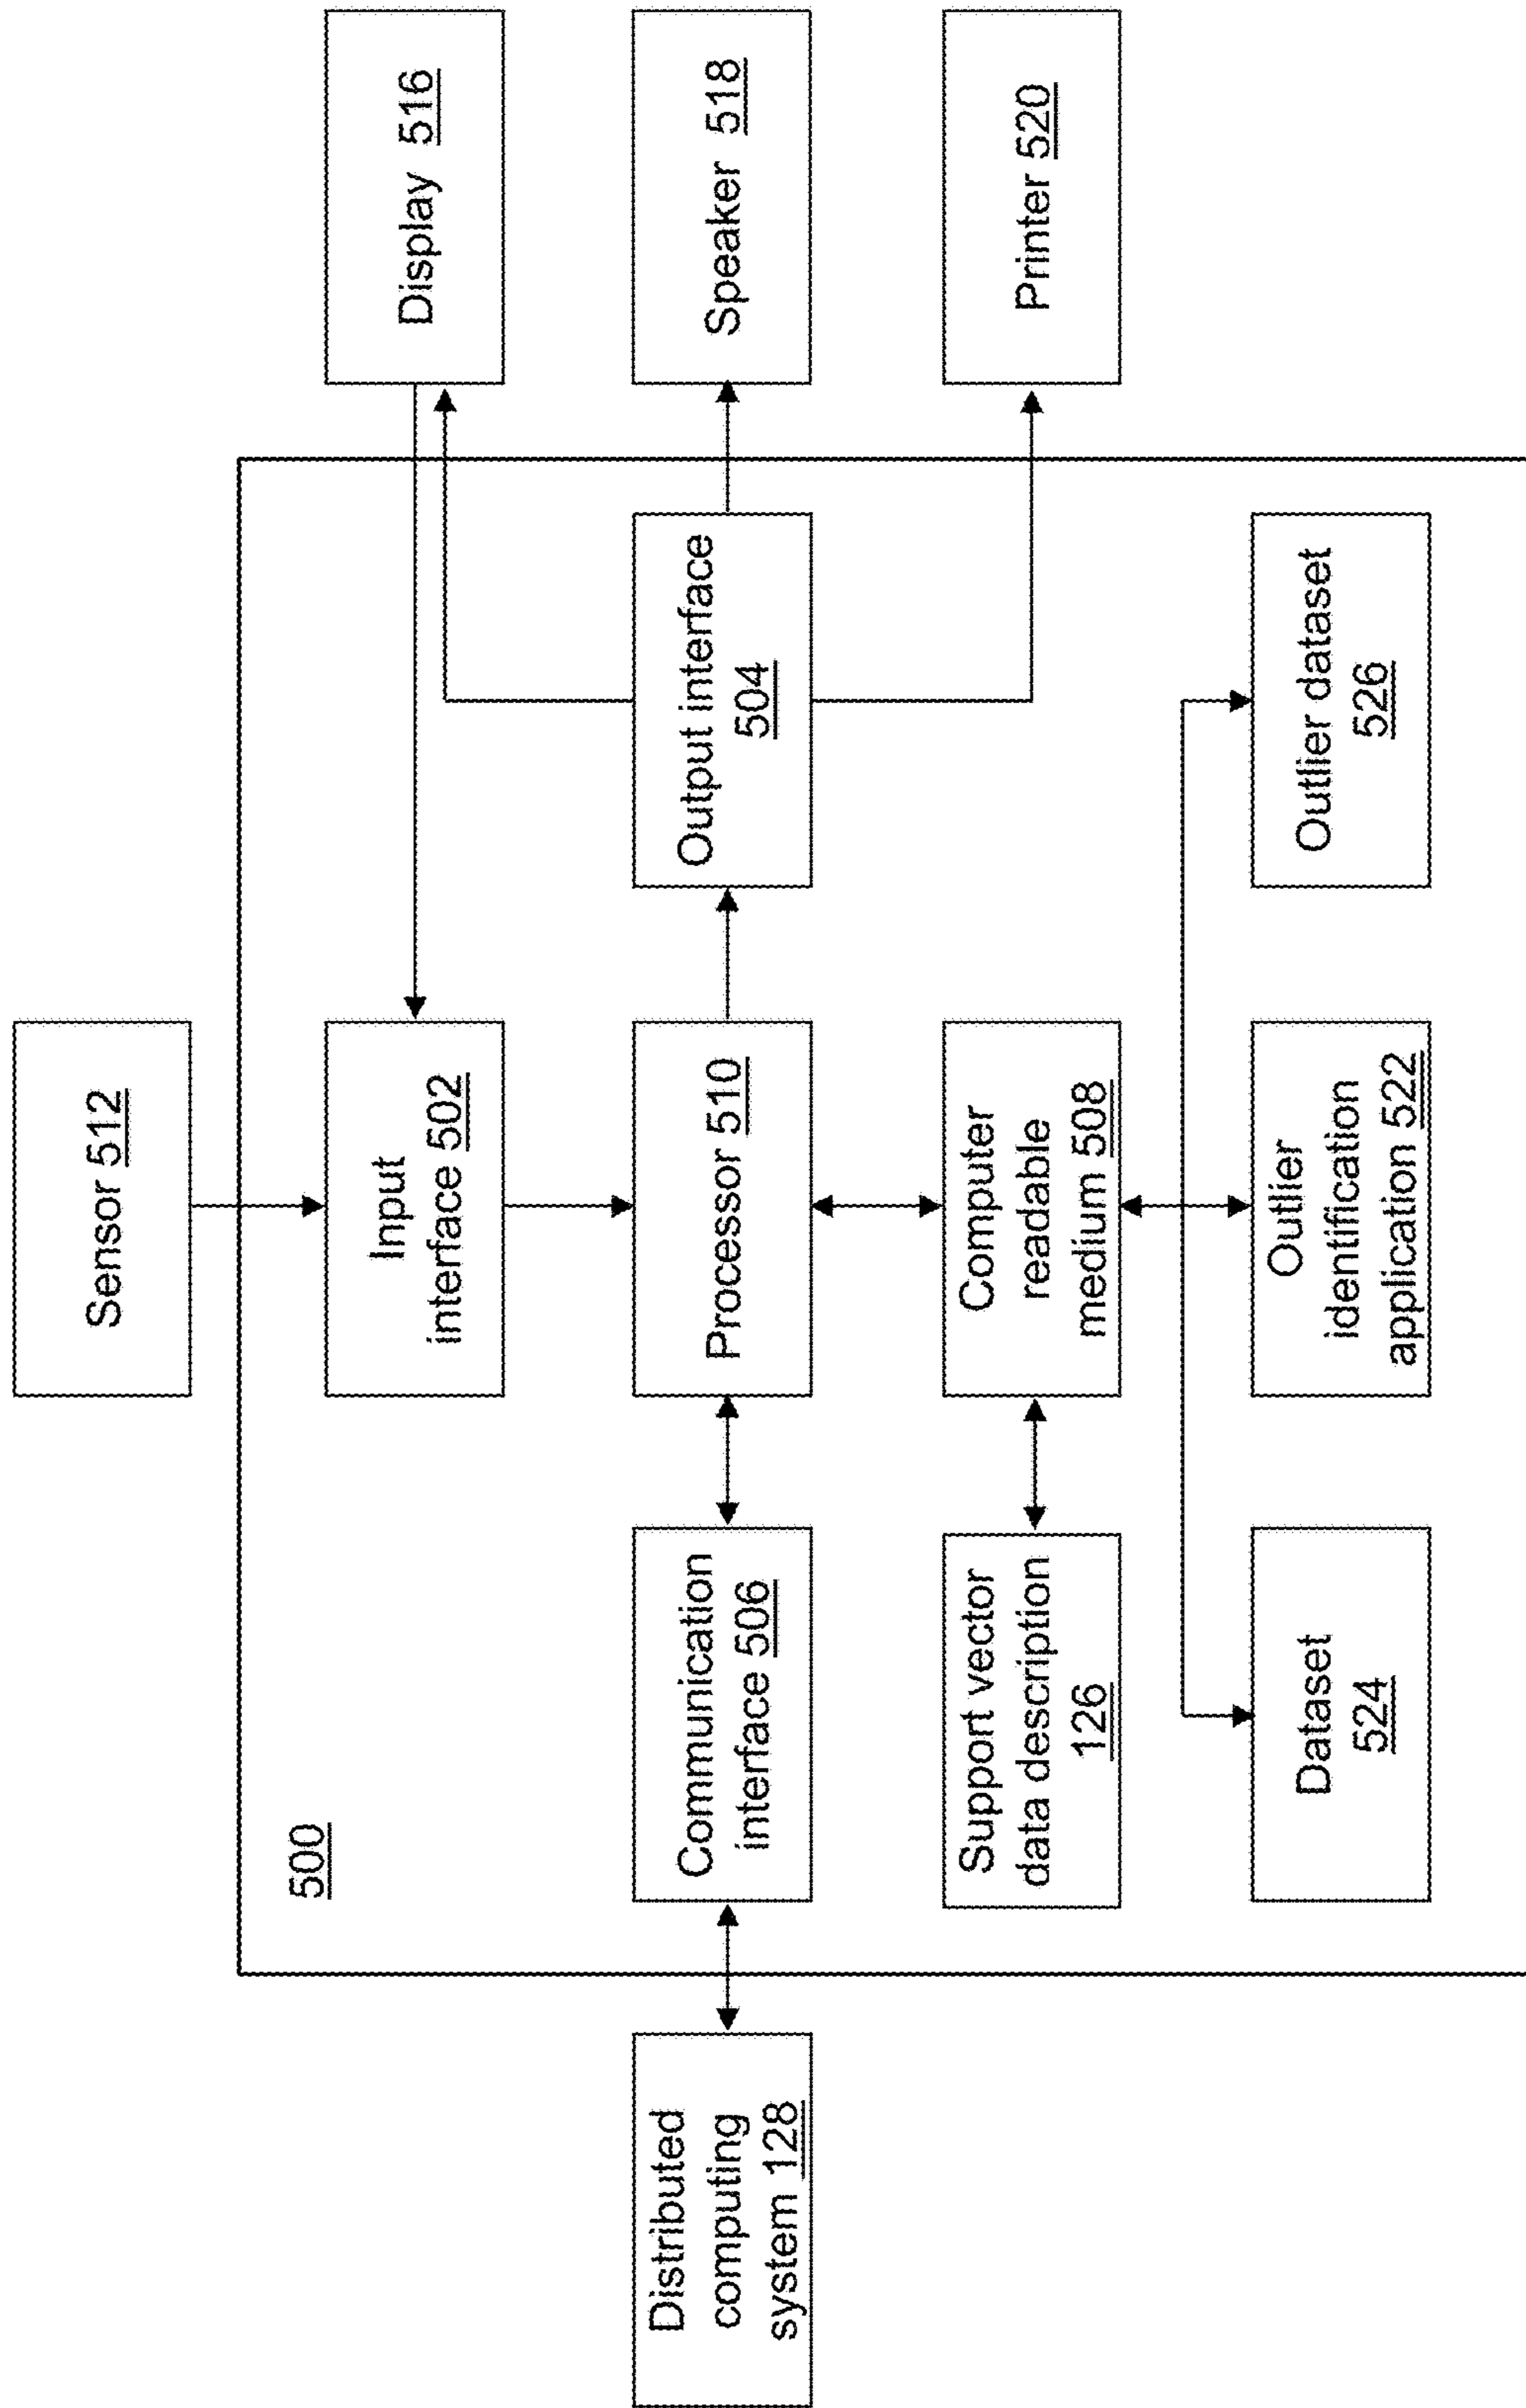 Sensor 512
500
Input
interface 502
Display 516
Distributed
computing
system 128
Communication
interface 506
Processor 510
Output interface
504
Speaker 518
Support vector
data description
126
Computer
readable
medium 508
Printer 520
Dataset
524
Outlier
identification
application 522
Outlier dataset
526